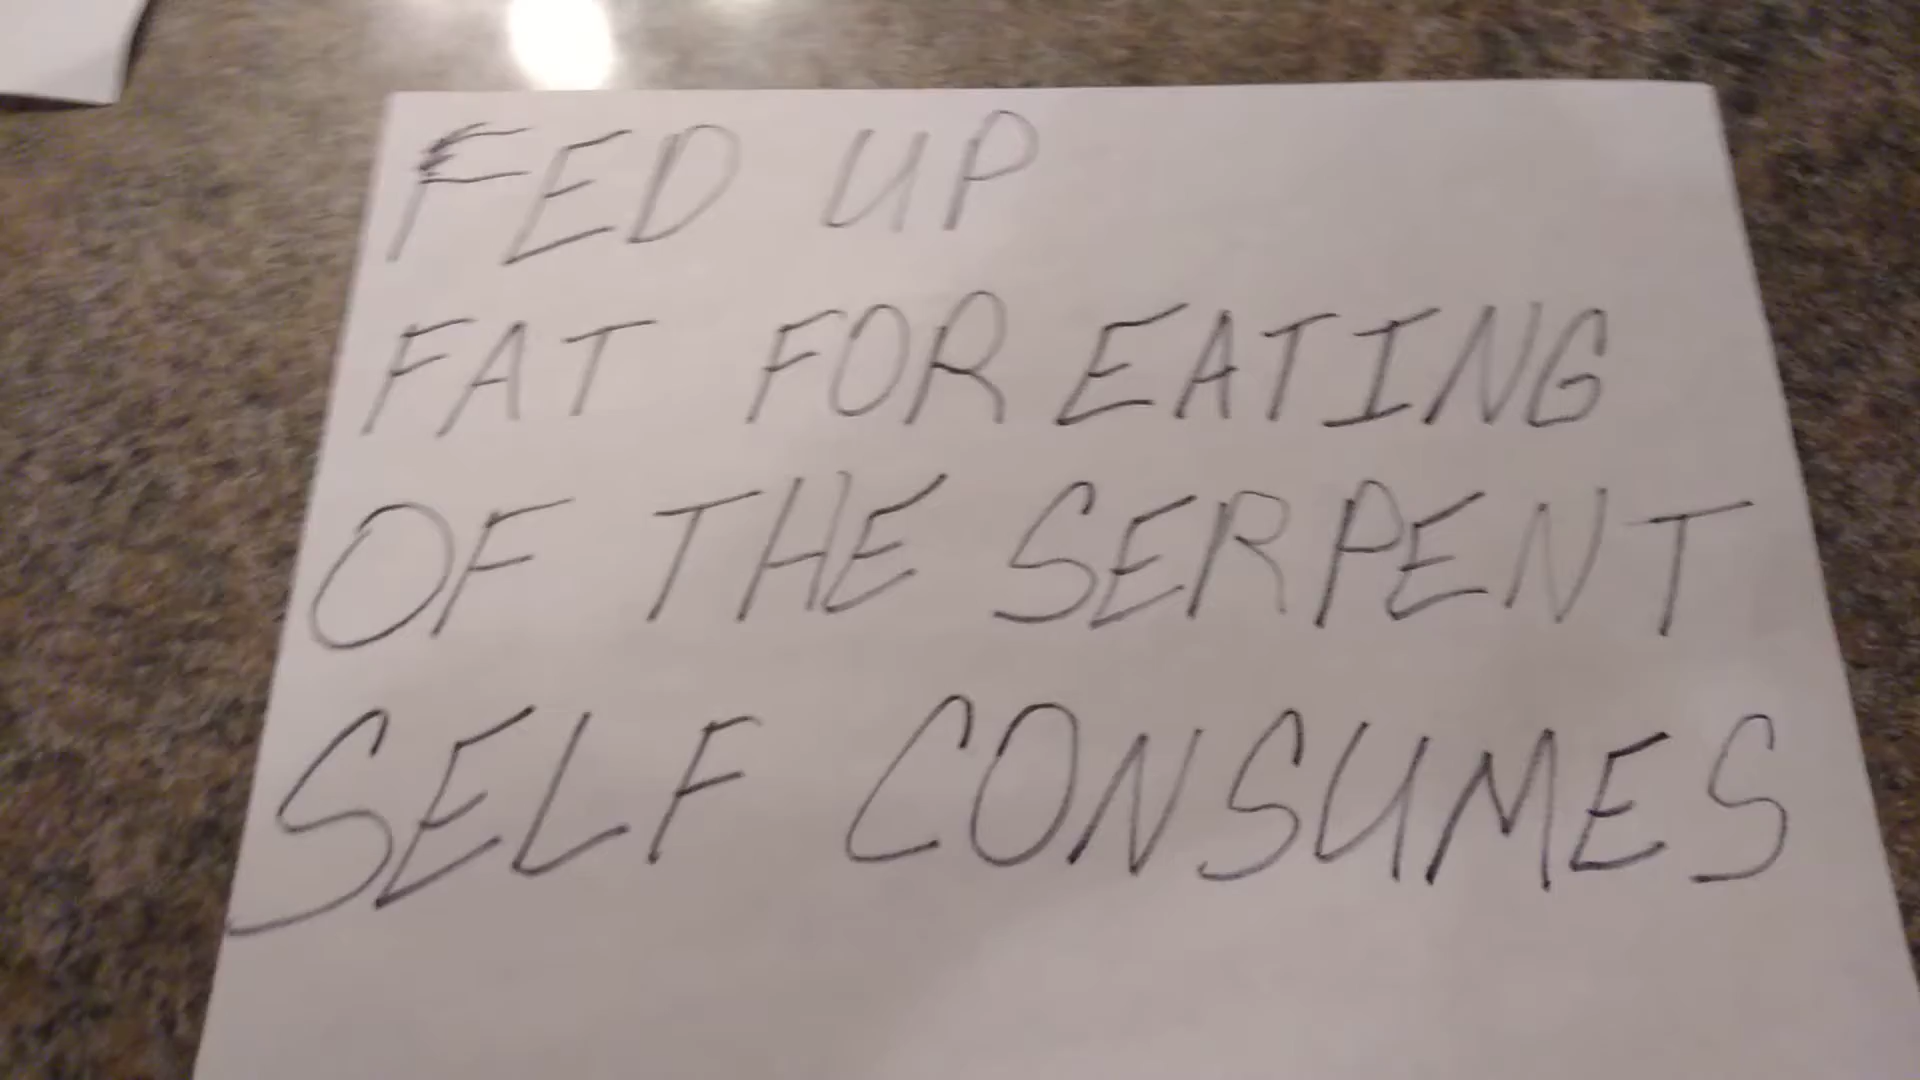 FED UP
FAT FOR EATING
OF THE SERPENT
SELF CONSUMES